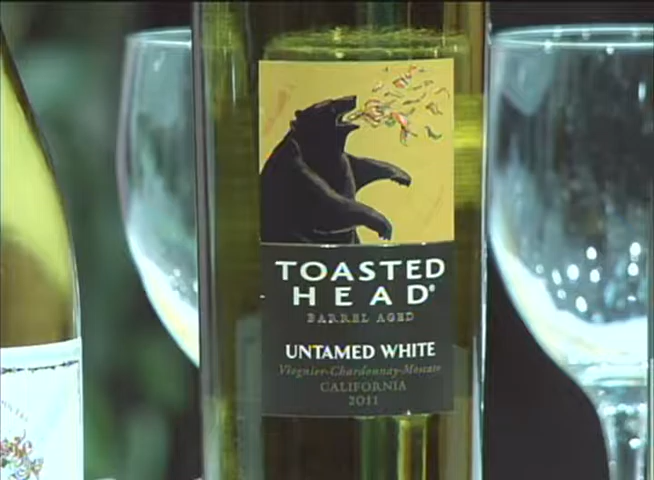 TOASTED
HEAD®
BARREL AGED
UNTAMED WHITE
Viognier-Chardonnay-Moscato
CALIFORNIA
2011